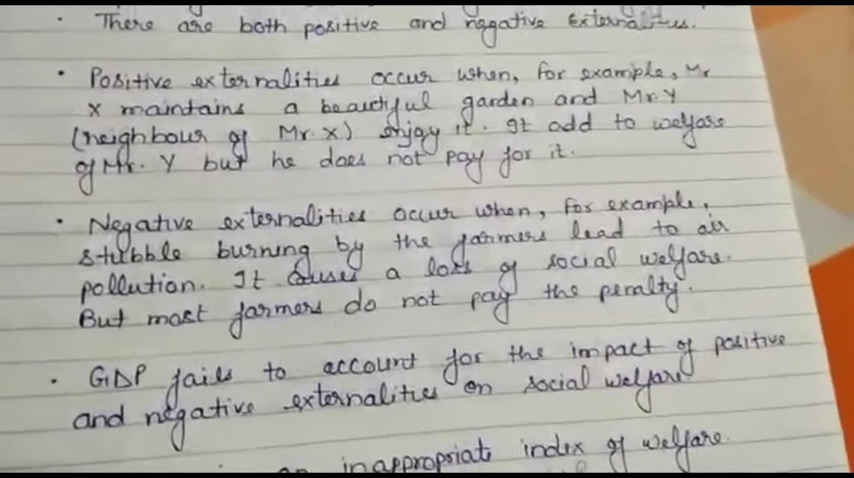 • There are both positive and negative externalities.
• Positive externalities occur when, for example, Mr
X maintains a beautiful garden and Mr. Y
(neighbour of Mr. X) enjoy it. It add to welfare
of Mr. Y but he does not pay for it.
• Negative externalities occur when, for example,
stubble burning by the farmers lead to air
pollution. It causes a loss of social welfare.
But most farmers do not pay the penalty.
• GDP fails to account for the impact of positive
and negative externalities on social welfare
an inappropriate index of welfare.